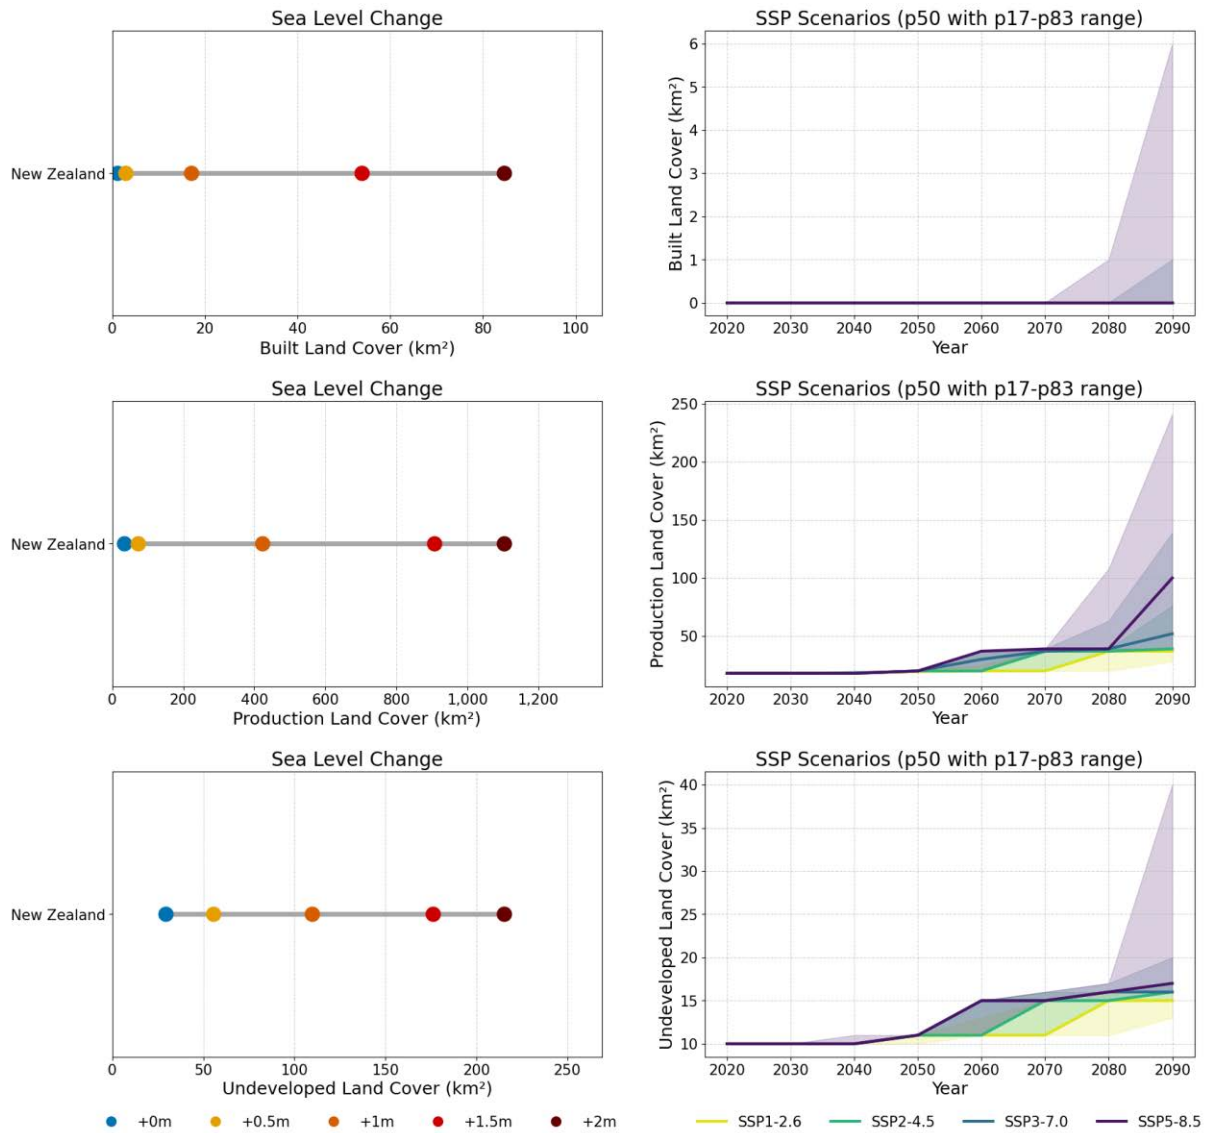 Sea Level Change
New Zealand
0 20 40 60 80 100
Built Land Cover (km²)
SSP Scenarios (p50 with p17-p83 range)
Built Land Cover (km²)
6
5
4
3
2
1
0
2020 2030 2040 2050 2060 2070 2080 2090
Year
Sea Level Change
New Zealand
0 200 400 600 800 1,000 1,200
Production Land Cover (km²)
SSP Scenarios (p50 with p17-p83 range)
Production Land Cover (km²)
250
200
150
100
50
2020 2030 2040 2050 2060 2070 2080 2090
Year
Sea Level Change
New Zealand
50 100 150 200 250
Undeveloped Land Cover (km²)
SSP Scenarios (p50 with p17-p83 range)
Undeveloped Land Cover (km²)
40
35
30
25
20
15
10
2020 2030 2040 2050 2060 2070 2080 2090
Year
+0m +0.5m +1m +1.5m +2m
SSP1-2.6 SSP2-4.5 SSP3-7.0 SSP5-8.5